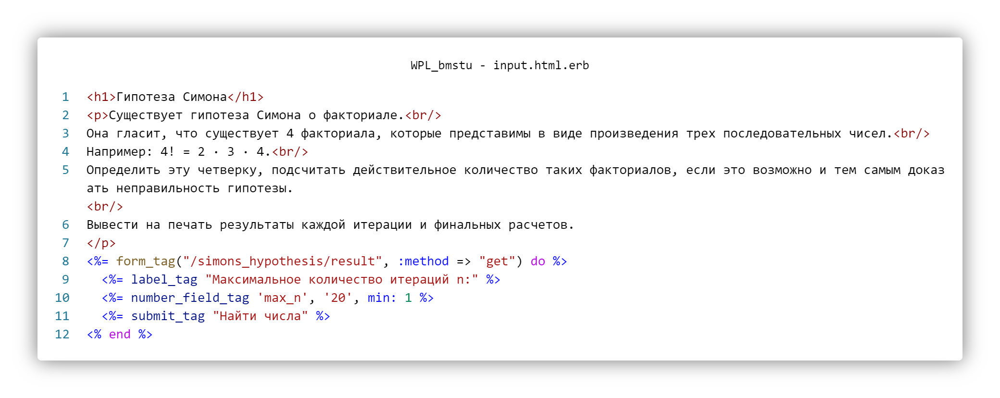 WPL_bmstu - input.html.erb
1 <h1>Гипотеза Симона</h1>
2 <p>Существует гипотеза Симона о факториале.<br/>
3 Она гласит, что существует 4 факториала, которые представимы в виде произведения трех последовательных чисел.<br/>
4 Например: 4! = 2 · 3 · 4.<br/>
5 Определить эту четверку, подсчитать действительное количество таких факториалов, если это возможно и тем самым доказ
ать неправильность гипотезы.
<br/>
6 Вывести на печать результаты каждой итерации и финальных расчетов.
7 </p>
8 <%= form_tag("/simons_hypothesis/result", :method => "get") do %>
9   <%= label_tag "Максимальное количество итераций n:" %>
10   <%= number_field_tag 'max_n', '20', min: 1 %>
11   <%= submit_tag "Найти числа" %>
12 <% end %>